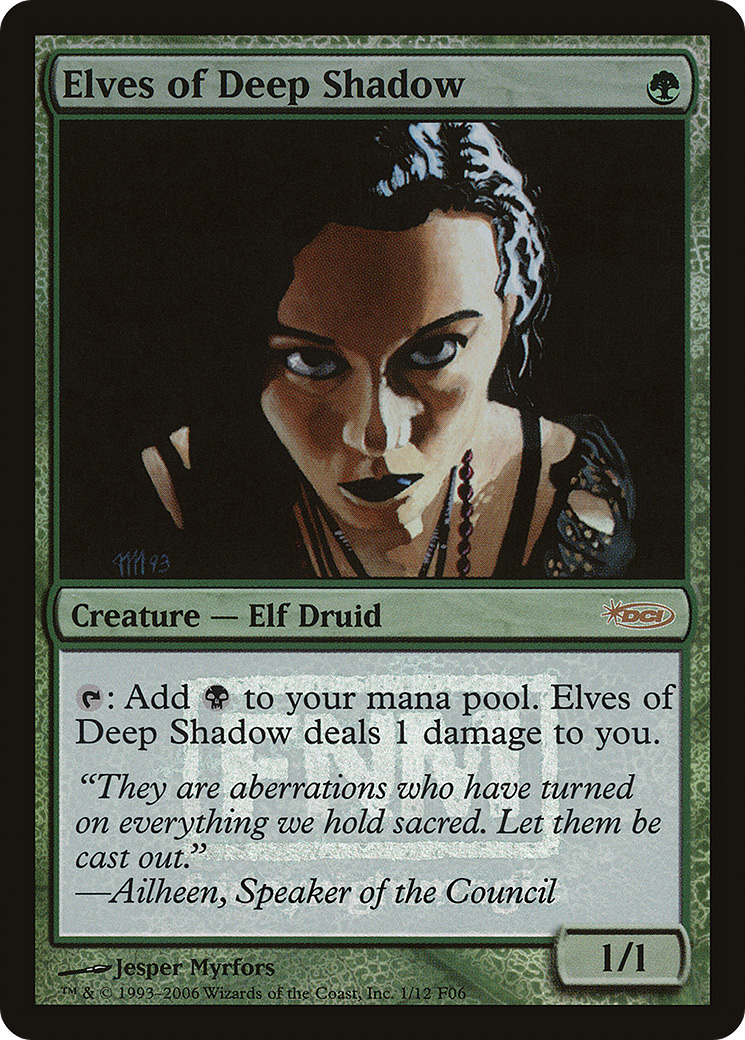 Elves of Deep Shadow
M 93
Creature — Elf Druid
DCI
: Add to your mana pool. Elves of
Deep Shadow deals 1 damage to you.
FNM
“They are aberrations who have turned
on everything we hold sacred. Let them be
cast out.”
—Ailheen, Speaker of the Council
1/1
Jesper Myrfors
™ & © 1993–2006 Wizards of the Coast, Inc. 1/12 F06